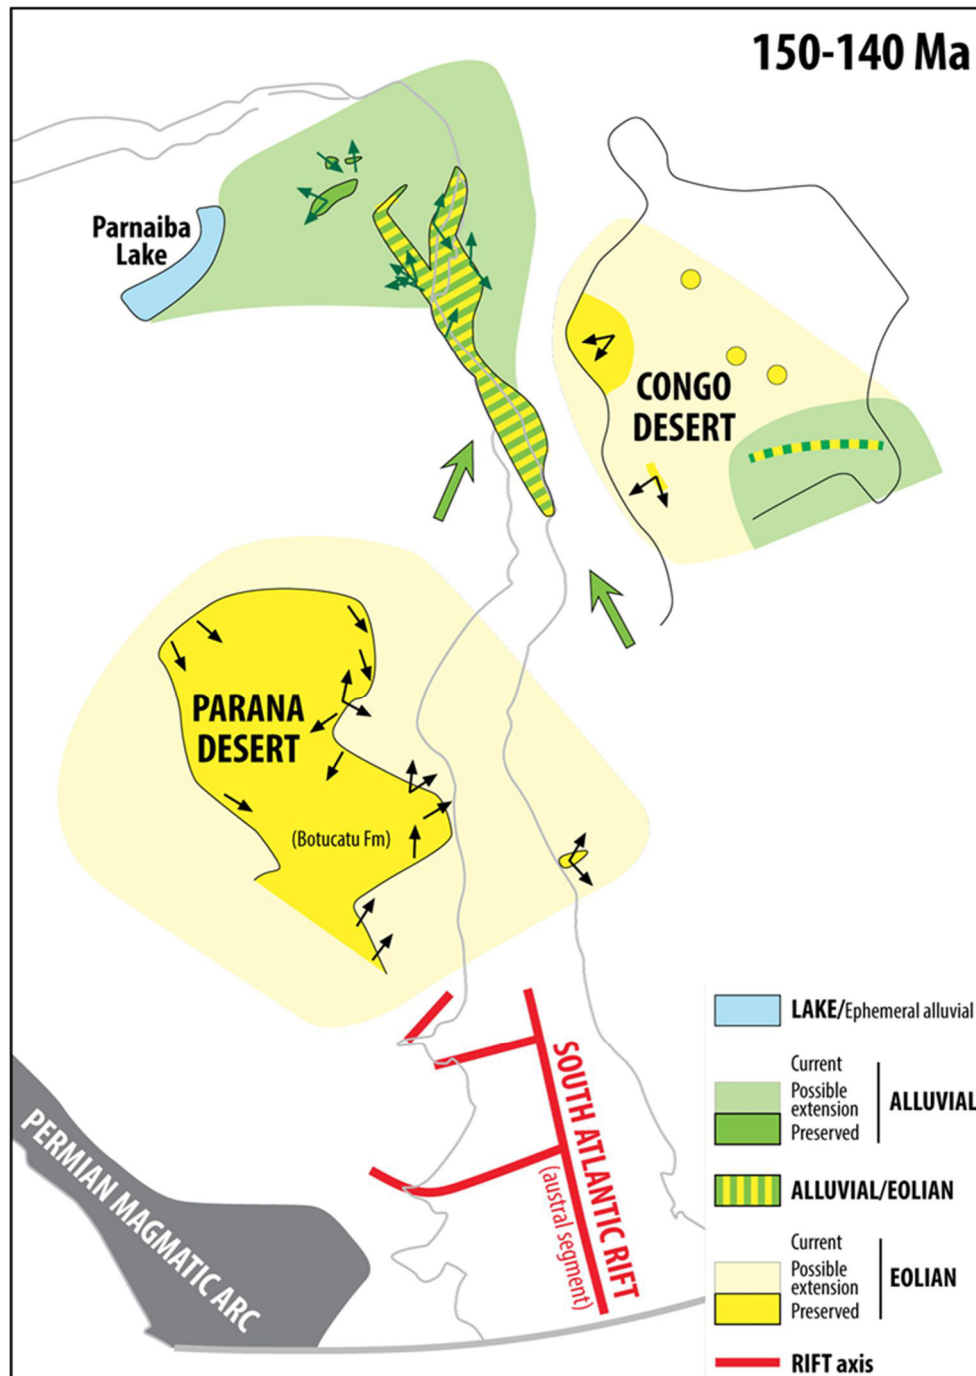 150-140 Ma
Parnaiba
Lake
CONGO
DESERT
PARANA
DESERT
(Botucatu Fm)
SOUTH ATLANTIC RIFT
(austral segment)
PERMIAN MAGMATIC ARC
LAKE/Ephemeral alluvial
Current
Possible
extension
Preserved
ALLUVIAL
ALLUVIAL/EOLIAN
Current
Possible
extension
Preserved
EOLIAN
RIFT axis